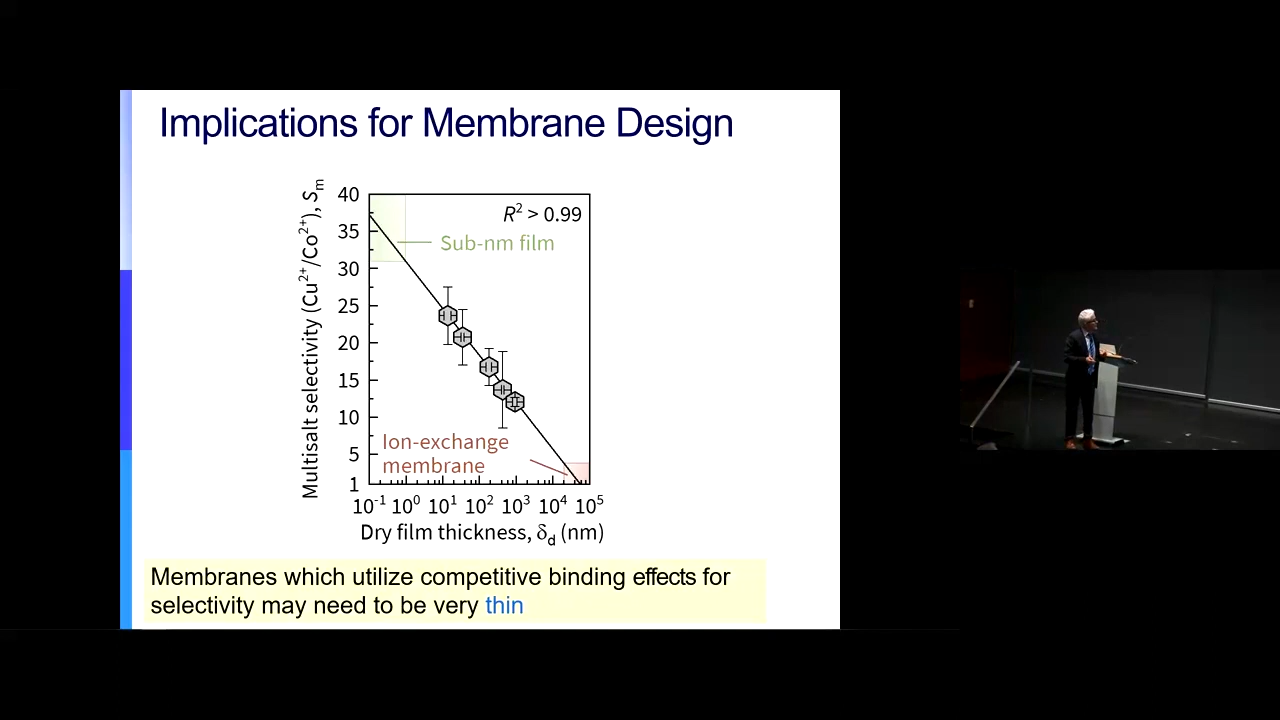 Implications for Membrane Design
Multisalt selectivity (Cu²⁺/Co²⁺), Sₘ
40
35
30
25
20
15
10
5
1
R² > 0.99
Sub-nm film
Ion-exchange
membrane
10⁻¹ 10⁰ 10¹ 10² 10³ 10⁴ 10⁵
Dry film thickness, δ_d (nm)
Membranes which utilize competitive binding effects for
selectivity may need to be very thin